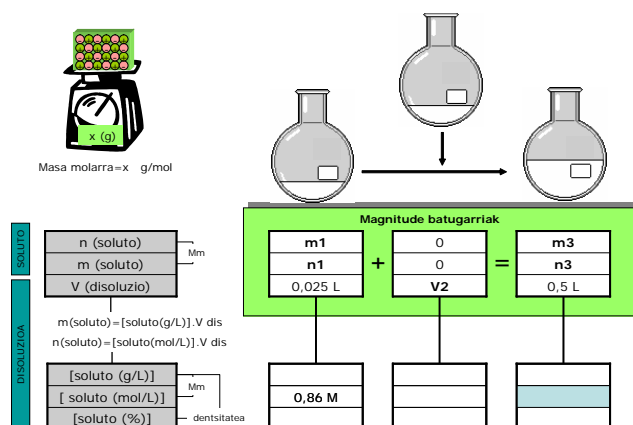 x (g)
Masa molarra=x g/mol
Magnitude batugarriak
SOLUTO
n (soluto)
m (soluto)
V (disoluzio)
Mm
m1
n1
0,025 L
+
0
0
V2
=
m3
n3
0,5 L
DISOLUZIOA
m(soluto)=[soluto(g/L)].V dis
n(soluto)=[soluto(mol/L)].V dis
[soluto (g/L)]
[ soluto (mol/L)]
[soluto (%)]
Mm
dentsitatea
0,86 M